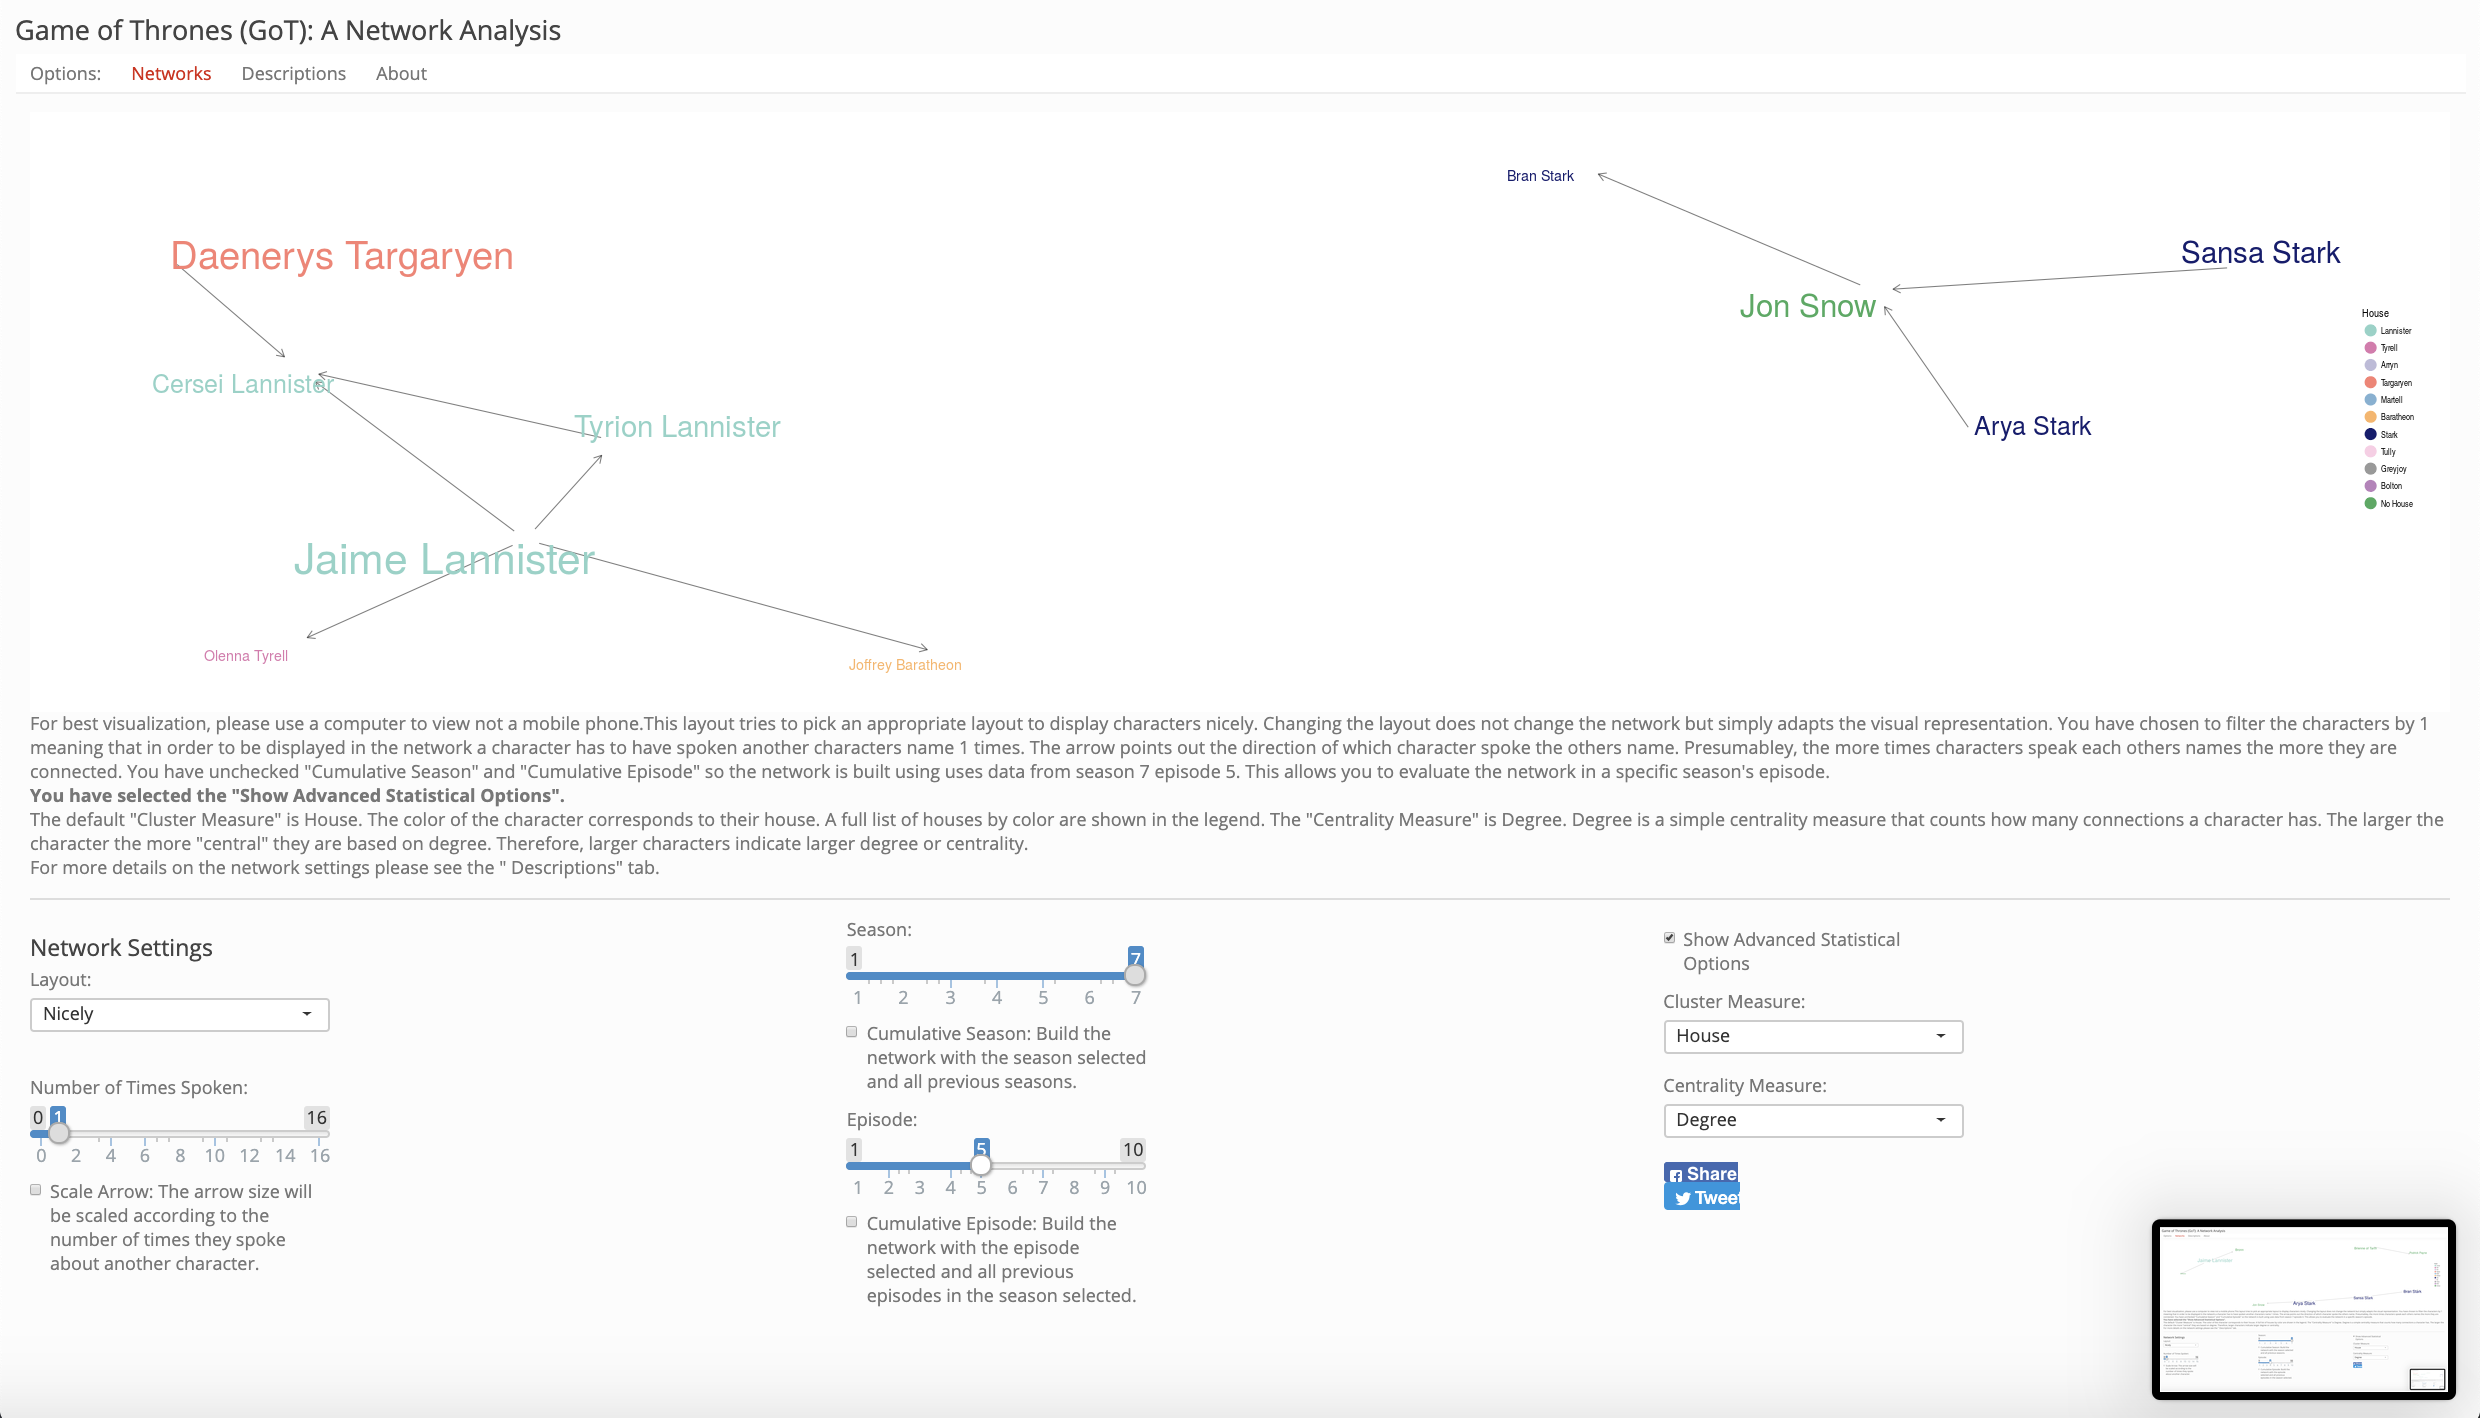 Game of Thrones (GoT): A Network Analysis
Options: Networks Descriptions About
Bran Stark
Daenerys Targaryen
Sansa Stark
Jon Snow
Cersei Lannister
Tyrion Lannister
Arya Stark
Jaime Lannister
Olenna Tyrell
Joffrey Baratheon
House
Lannister
Tyrell
Arryn
Targaryen
Martell
Baratheon
Stark
Tully
Greyjoy
Bolton
No House
For best visualization, please use a computer to view not a mobile phone.This layout tries to pick an appropriate layout to display characters nicely. Changing the layout does not change the network but simply adapts the visual representation. You have chosen to filter the characters by 1
meaning that in order to be displayed in the network a character has to have spoken another characters name 1 times. The arrow points out the direction of which character spoke the others name. Presumabley, the more times characters speak each others names the more they are
connected. You have unchecked "Cumulative Season" and "Cumulative Episode" so the network is built using uses data from season 7 episode 5. This allows you to evaluate the network in a specific season's episode.
You have selected the "Show Advanced Statistical Options".
The default "Cluster Measure" is House. The color of the character corresponds to their house. A full list of houses by color are shown in the legend. The "Centrality Measure" is Degree. Degree is a simple centrality measure that counts how many connections a character has. The larger the
character the more "central" they are based on degree. Therefore, larger characters indicate larger degree or centrality.
For more details on the network settings please see the " Descriptions" tab.
Network Settings
Layout:
Nicely
Number of Times Spoken:
0 1 16
0 2 4 6 8 10 12 14 16
Scale Arrow: The arrow size will
be scaled according to the
number of times they spoke
about another character.
Season:
1 7
1 2 3 4 5 6 7
Cumulative Season: Build the
network with the season selected
and all previous seasons.
Episode:
1 5 10
1 2 3 4 5 6 7 8 9 10
Cumulative Episode: Build the
network with the episode
selected and all previous
episodes in the season selected.
Show Advanced Statistical
Options
Cluster Measure:
House
Centrality Measure:
Degree
Share
Tweet